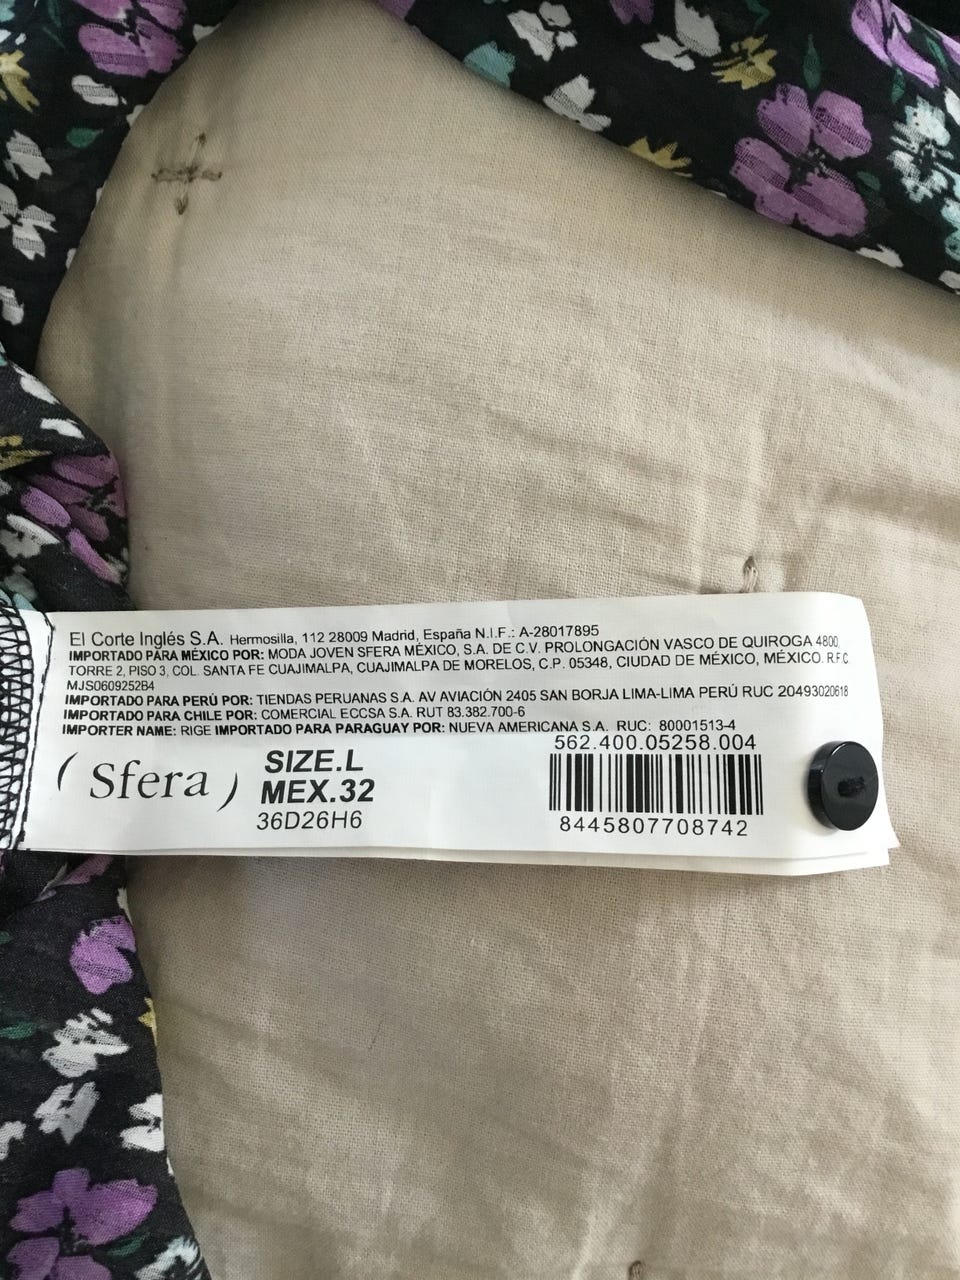 El Corte Inglés S.A. Hermosilla, 112 28009 Madrid, España N.I.F.: A-28017895
IMPORTADO PARA MÉXICO POR: MODA JOVEN SFERA MÉXICO, S.A. DE C.V. PROLONGACIÓN VASCO DE QUIROGA 4800,
TORRE 2, PISO 3, COL. SANTA FE CUAJIMALPA, CUAJIMALPA DE MORELOS, C.P. 05348, CIUDAD DE MÉXICO, MÉXICO. R.F.C.
MJS0609252B4
IMPORTADO PARA PERÚ POR: TIENDAS PERUANAS S.A. AV AVIACIÓN 2405 SAN BORJA LIMA-LIMA PERÚ RUC 20493020618
IMPORTADO PARA CHILE POR: COMERCIAL ECCSA S.A. RUT 83.382.700-6
IMPORTER NAME: RIGE IMPORTADO PARA PARAGUAY POR: NUEVA AMERICANA S.A. RUC: 80001513-4
(Sfera)
SIZE.L
MEX.32
36D26H6
562.400.05258.004
8445807708742